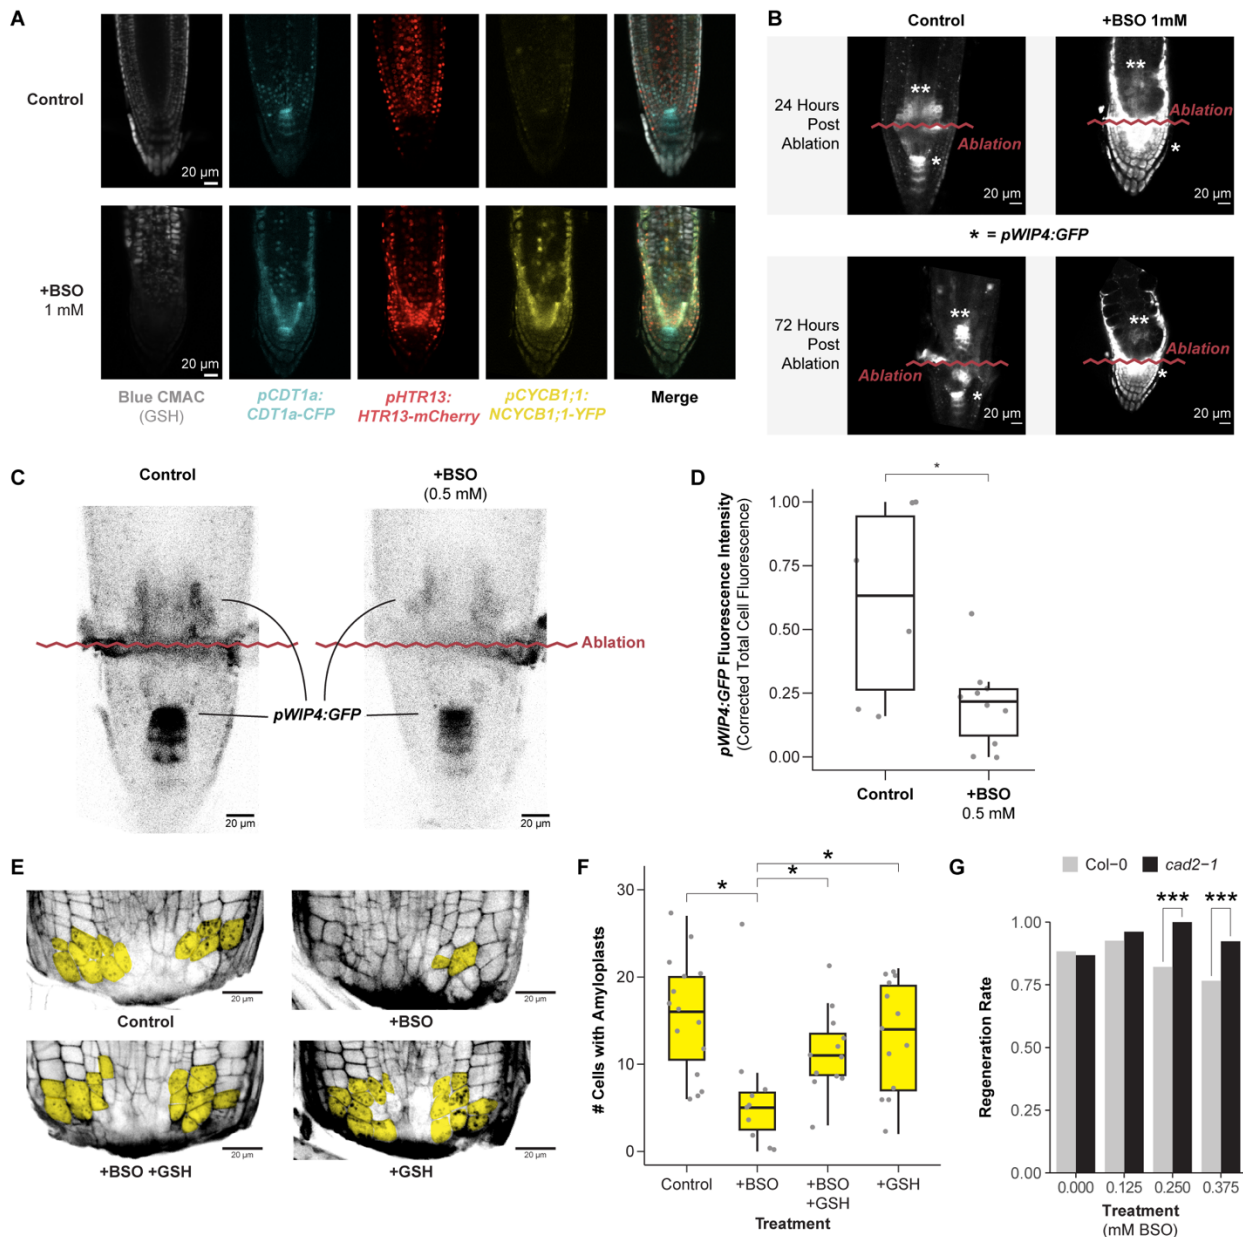 A
Control
20 µm
+BSO
1 mM
20 µm
Blue CMAC
(GSH)
pCDT1a:
CDT1a-CFP
pHTR13:
HTR13-mCherry
pCYCB1;1:
NCYCB1;1-YFP
Merge
B
Control
+BSO 1mM
24 Hours
Post
Ablation
**
Ablation
*
20 µm
**
Ablation
*
20 µm
* = pWIP4:GFP
72 Hours
Post
Ablation
**
Ablation
*
20 µm
**
Ablation
*
20 µm
C
Control
+BSO
(0.5 mM)
Ablation
pWIP4:GFP
20 µm
20 µm
D
*
pWIP4:GFP Fluorescence Intensity
(Corrected Total Cell Fluorescence)
1.00
0.75
0.50
0.25
0.00
Control
+BSO
0.5 mM
E
20 µm
20 µm
Control
+BSO
20 µm
20 µm
+BSO +GSH
+GSH
F
*
*
*
# Cells with Amyloplasts
30
20
10
0
Control
+BSO
+BSO
+GSH
+GSH
Treatment
G
Col-0
cad2-1
***
***
Regeneration Rate
1.00
0.75
0.50
0.25
0.00
0.000
0.125
0.250
0.375
Treatment
(mM BSO)